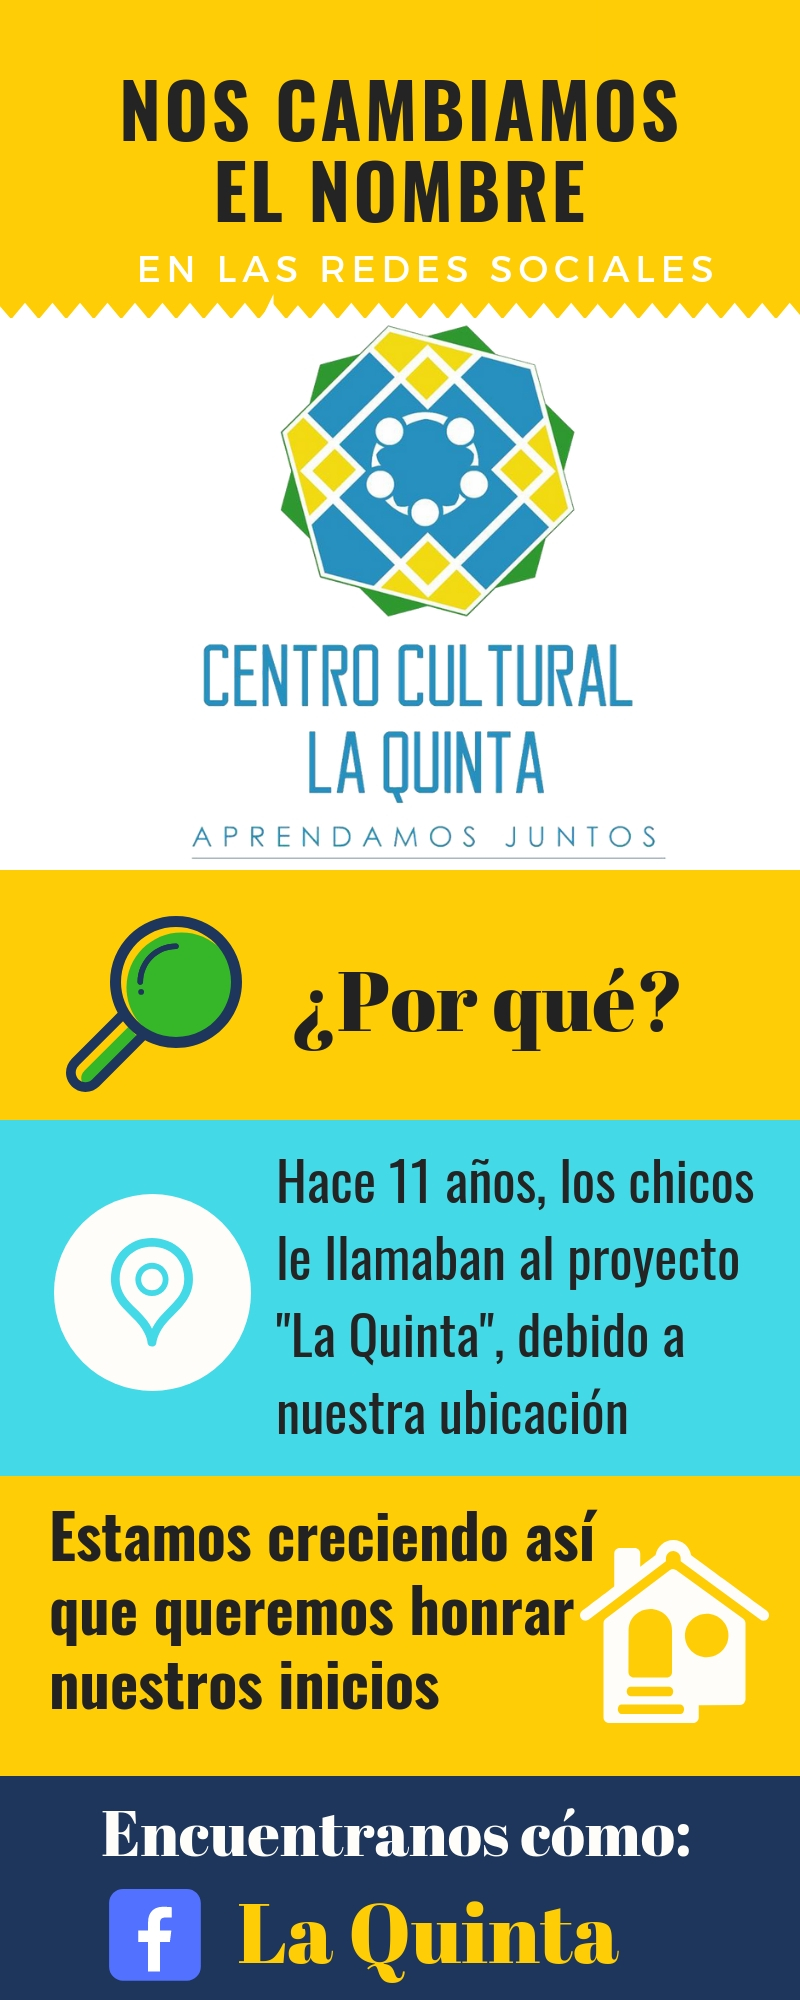 NOS CAMBIAMOS
EL NOMBRE
EN LAS REDES SOCIALES
CENTRO CULTURAL
LA QUINTA
APRENDAMOS JUNTOS
¿Por qué?
Hace 11 años, los chicos
le llamaban al proyecto
"La Quinta", debido a
nuestra ubicación
Estamos creciendo así
que queremos honrar
nuestros inicios
Encuentranos cómo:
La Quinta